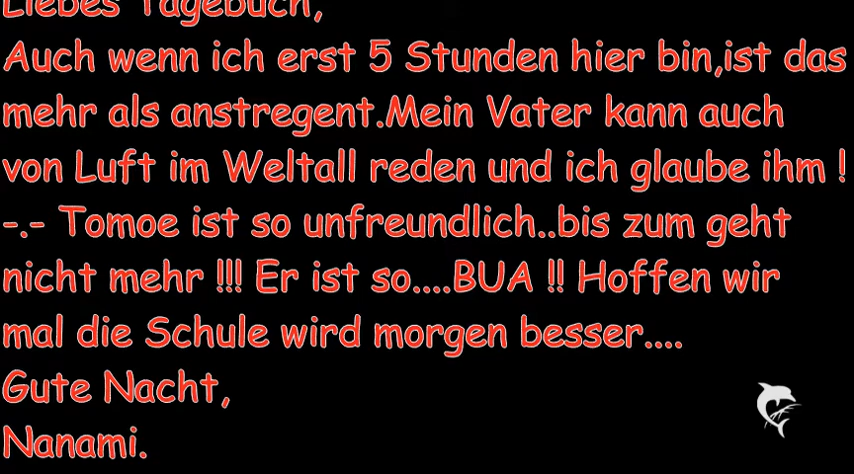 Liebes Tagebuch,
Auch wenn ich erst 5 Stunden hier bin,ist das
mehr als anstregent.Mein Vater kann auch
von Luft im Weltall reden und ich glaube ihm !
-.- Tomoe ist so unfreundlich..bis zum geht
nicht mehr !!! Er ist so....BUA !! Hoffen wir
mal die Schule wird morgen besser....
Gute Nacht,
Nanami.